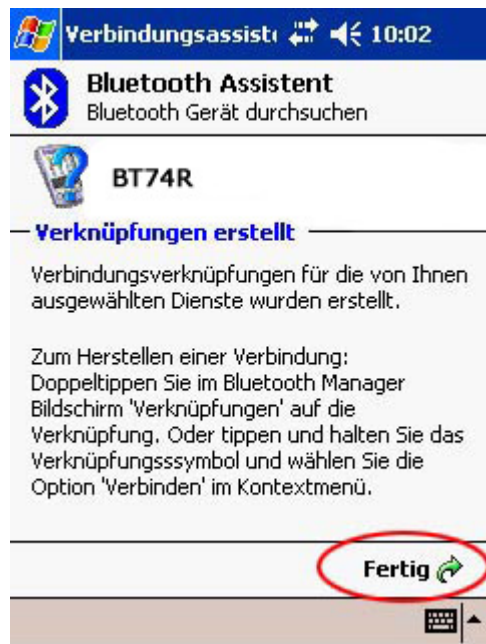 Verbindungsassist 10:02
Bluetooth Assistent
Bluetooth Gerät durchsuchen
BT74R
Verknüpfungen erstellt
Verbindungsverknüpfungen für die von Ihnen
ausgewählten Dienste wurden erstellt.
Zum Herstellen einer Verbindung:
Doppeltippen Sie im Bluetooth Manager
Bildschirm 'Verknüpfungen' auf die
Verknüpfung. Oder tippen und halten Sie das
Verknüpfungsssymbol und wählen Sie die
Option 'Verbinden' im Kontextmenü.
Fertig